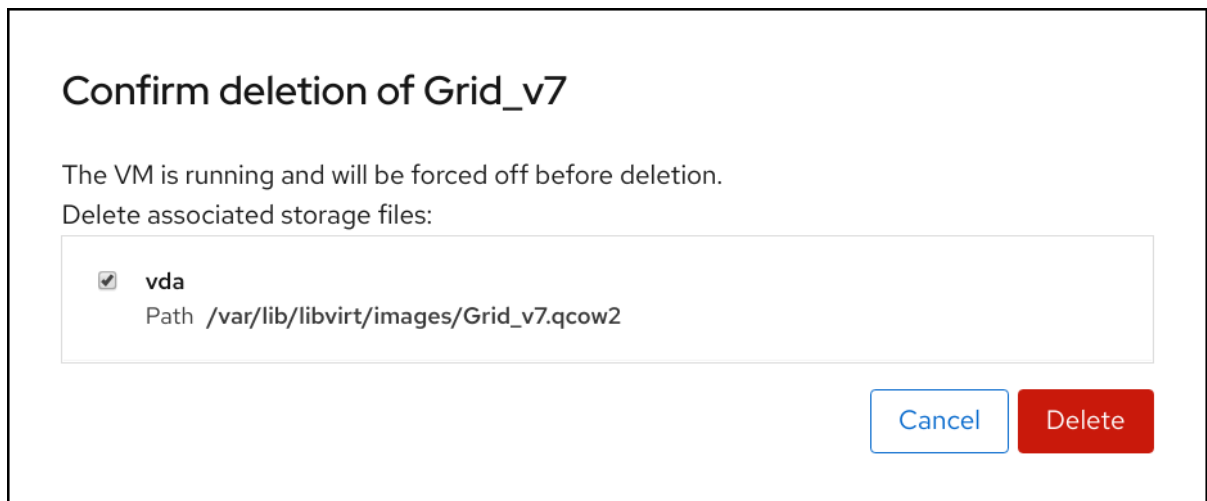 Confirm deletion of Grid_v7
The VM is running and will be forced off before deletion.
Delete associated storage files:
vda
Path /var/lib/libvirt/images/Grid_v7.qcow2
Cancel Delete